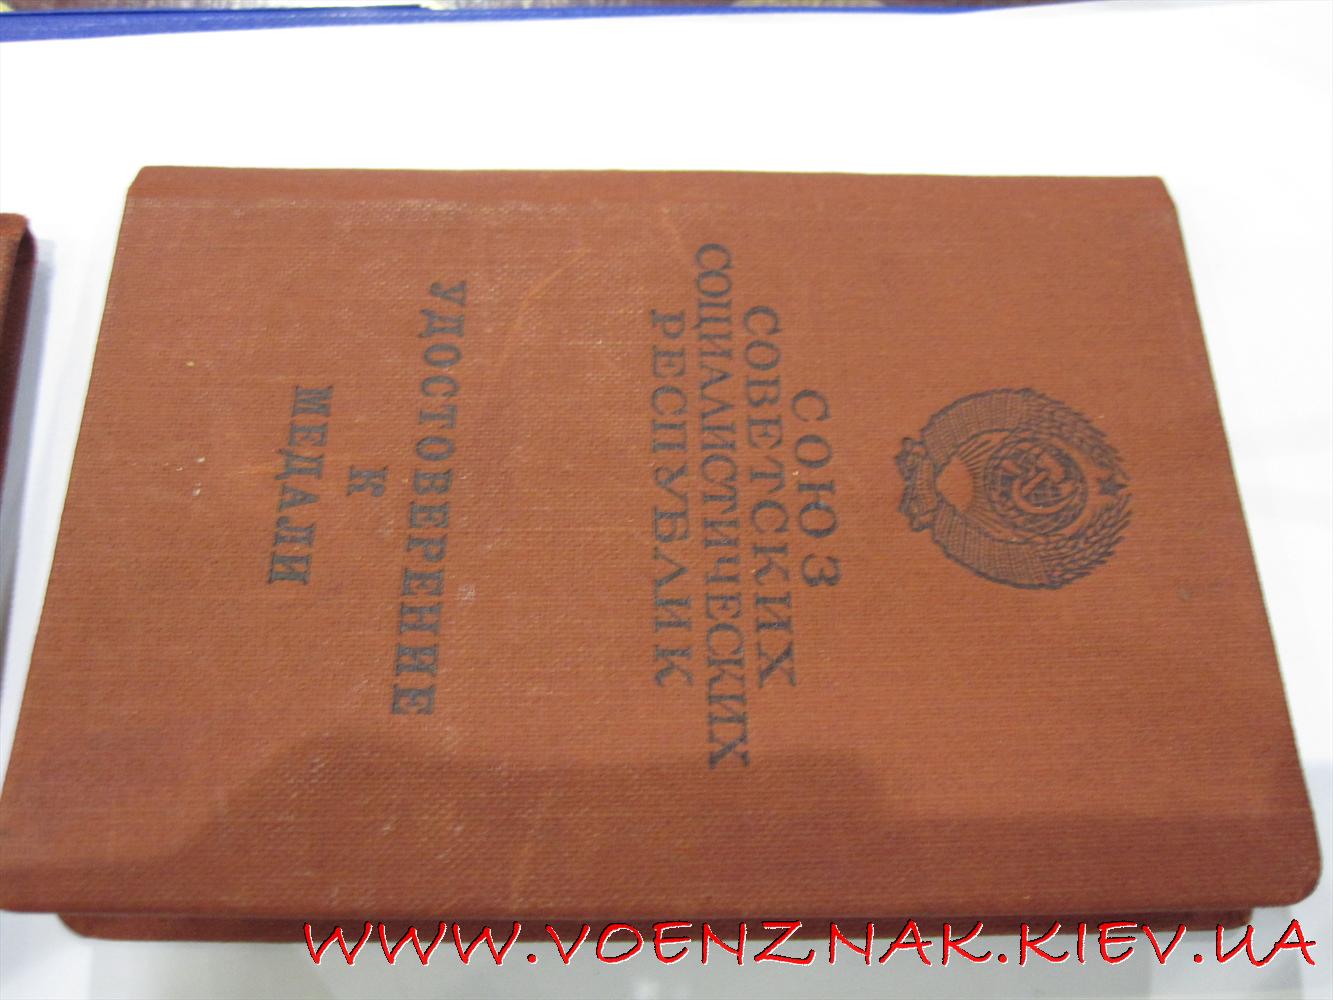 СОЮЗ
СОВЕТСКИХ
СОЦИАЛИСТИЧЕСКИХ
РЕСПУБЛИК
УДОСТОВЕРЕНИЕ
К
МЕДАЛИ
WWW.VOENZNAK.KIEV.UA